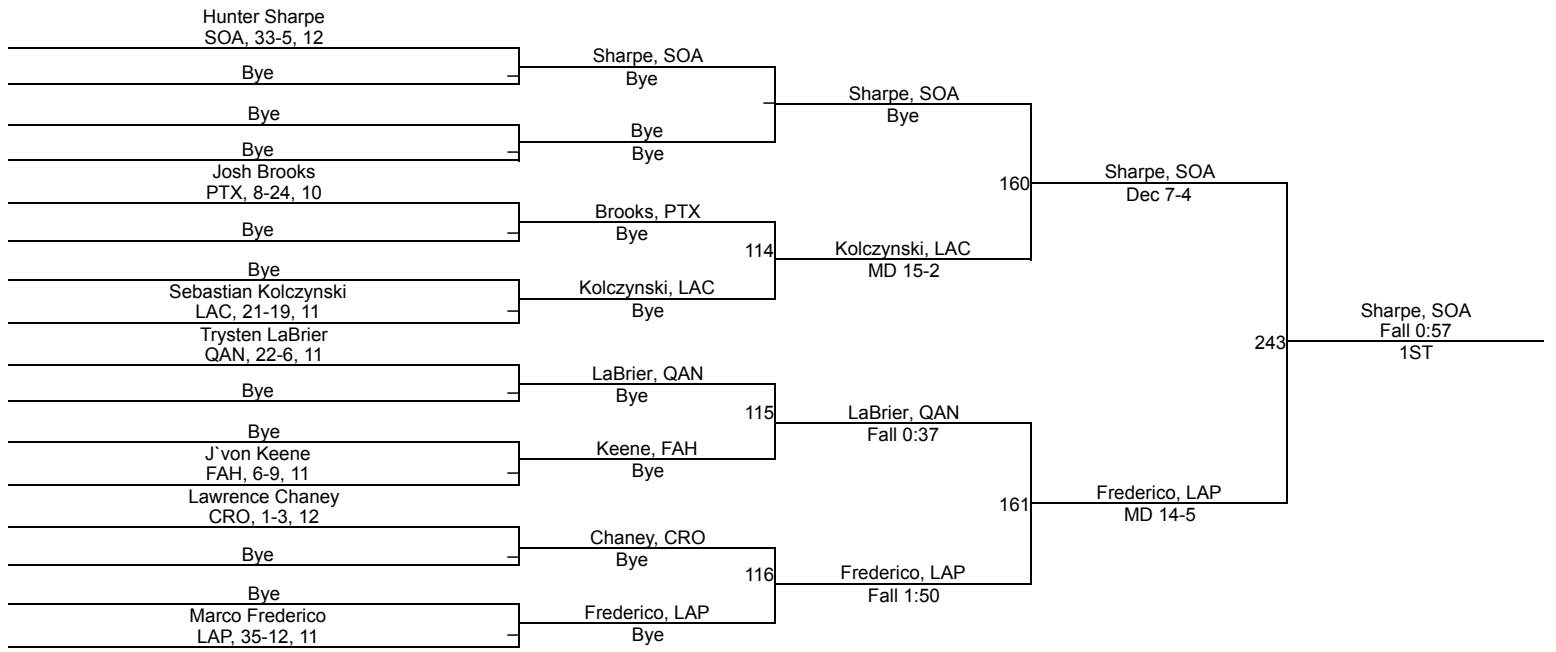 Hunter Sharpe
SOA, 33-5, 12
Bye
Bye
Bye
Josh Brooks
PTX, 8-24, 10
Bye
Bye
Sebastian Kolczynski
LAC, 21-19, 11
Trysten LaBrier
QAN, 22-6, 11
Bye
Bye
J`von Keene
FAH, 6-9, 11
Lawrence Chaney
CRO, 1-3, 12
Bye
Bye
Marco Frederico
LAP, 35-12, 11
Sharpe, SOA
Bye
Bye
Bye
Brooks, PTX
Bye
114
Kolczynski, LAC
Bye
LaBrier, QAN
Bye
115
Keene, FAH
Bye
Chaney, CRO
Bye
116
Frederico, LAP
Bye
Sharpe, SOA
Bye
160
Kolczynski, LAC
MD 15-2
LaBrier, QAN
Fall 0:37
161
Frederico, LAP
Fall 1:50
Sharpe, SOA
Dec 7-4
243
Frederico, LAP
MD 14-5
Sharpe, SOA
Fall 0:57
1ST